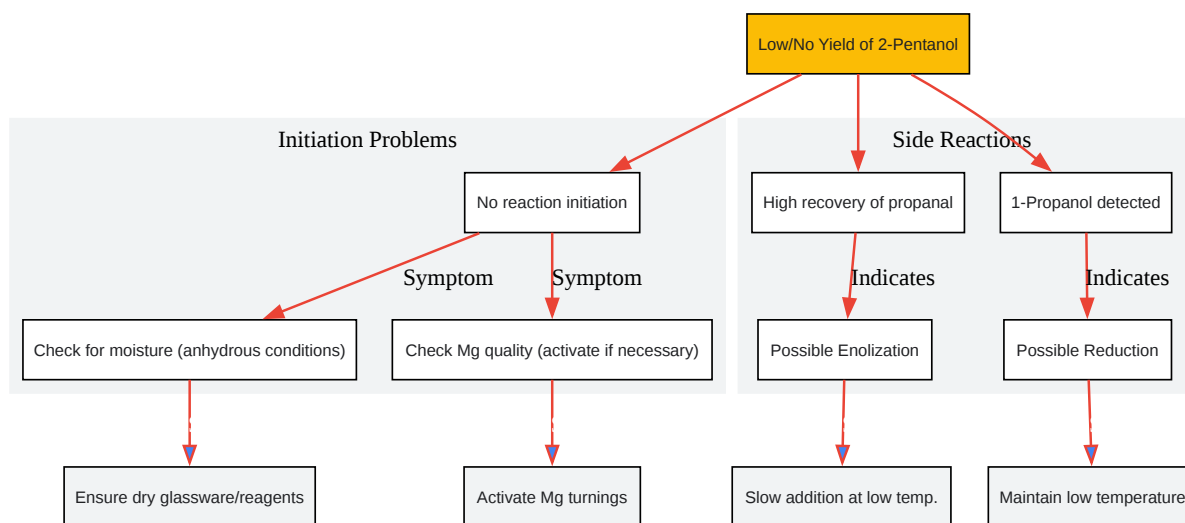 Low/No Yield of 2-Pentanol
Initiation Problems
Side Reactions
No reaction initiation
High recovery of propanal
1-Propanol detected
Symptom
Symptom
Indicates
Indicates
Check for moisture (anhydrous conditions)
Check Mg quality (activate if necessary)
Possible Enolization
Possible Reduction
Ensure dry glassware/reagents
Activate Mg turnings
Slow addition at low temp.
Maintain low temperature